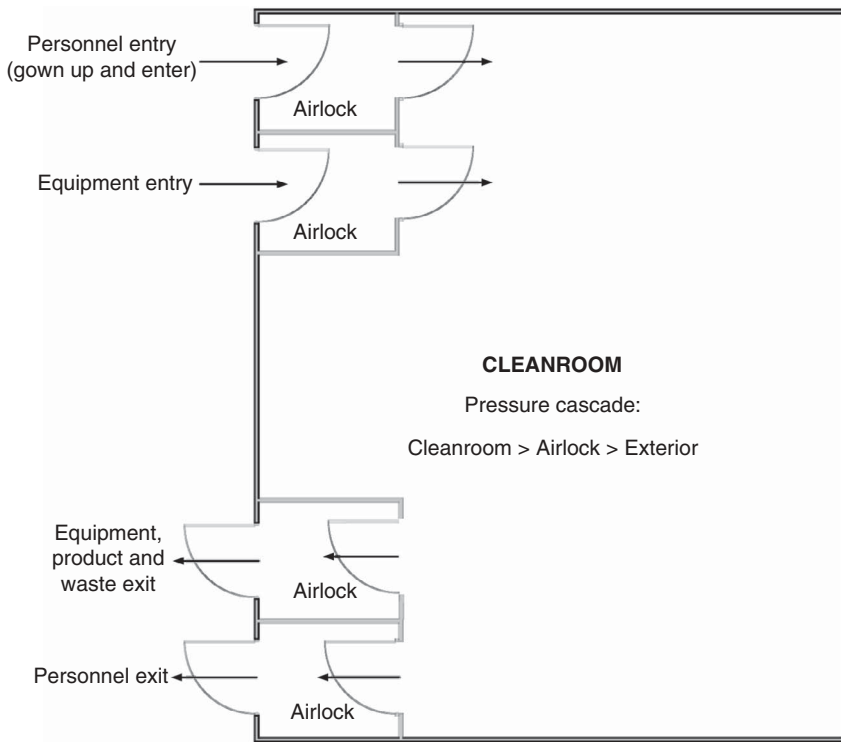 Personnel entry
(gown up and enter)
Airlock
Equipment entry
Airlock
CLEANROOM
Pressure cascade:
Cleanroom > Airlock > Exterior
Equipment,
product and
waste exit
Airlock
Personnel exit
Airlock